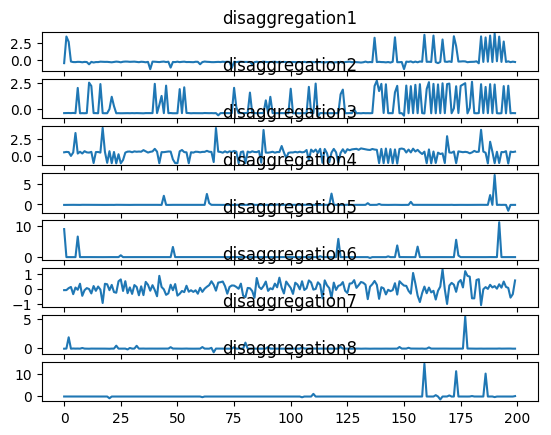 disaggregation1
2.5
0.0
disaggregation2
2.5
0.0
disaggregation3
2.5
0.0
disaggregation4
5
0
disaggregation5
10
0
disaggregation6
1
0
−1
disaggregation7
5
0
disaggregation8
10
0
0 25 50 75 100 125 150 175 200